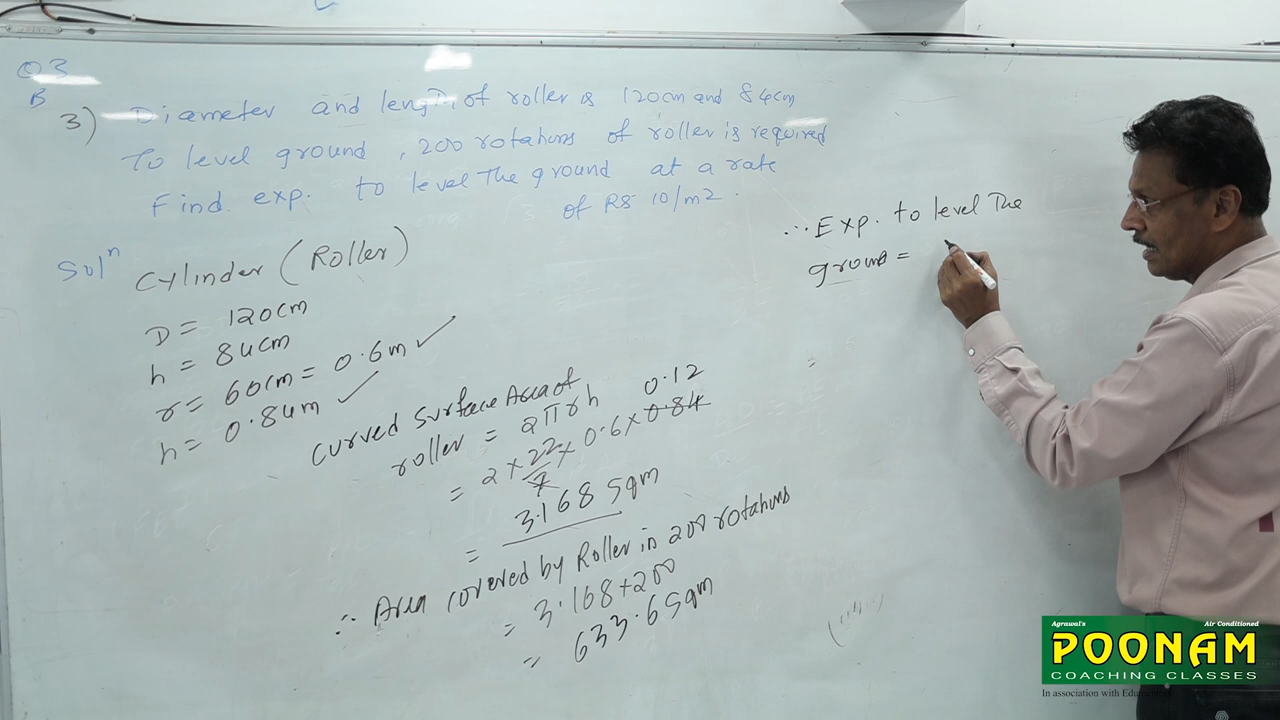 Q3
B
3) Diameter and length of roller is 120cm and 84cm
To level ground, 200 rotations of roller is required
Find exp. to level The ground at a rate
of RS 10/m2.
Solⁿ Cylinder (Roller)
D = 120cm
h = 84cm
r = 60cm = 0.6m ✓
h = 0.84m ✓
Curved Surface Area of
roller = 2πrh
= 2 × 22/7 × 0.6 × 0.84 0.12
= 3.168 Sqm
∴ Area covered by Roller in 200 rotations
= 3.168 × 200
= 633.6 Sqm
∴ Exp. to level The
ground =
Agrawal's Air Conditioned
POONAM
COACHING CLASSES
In association with